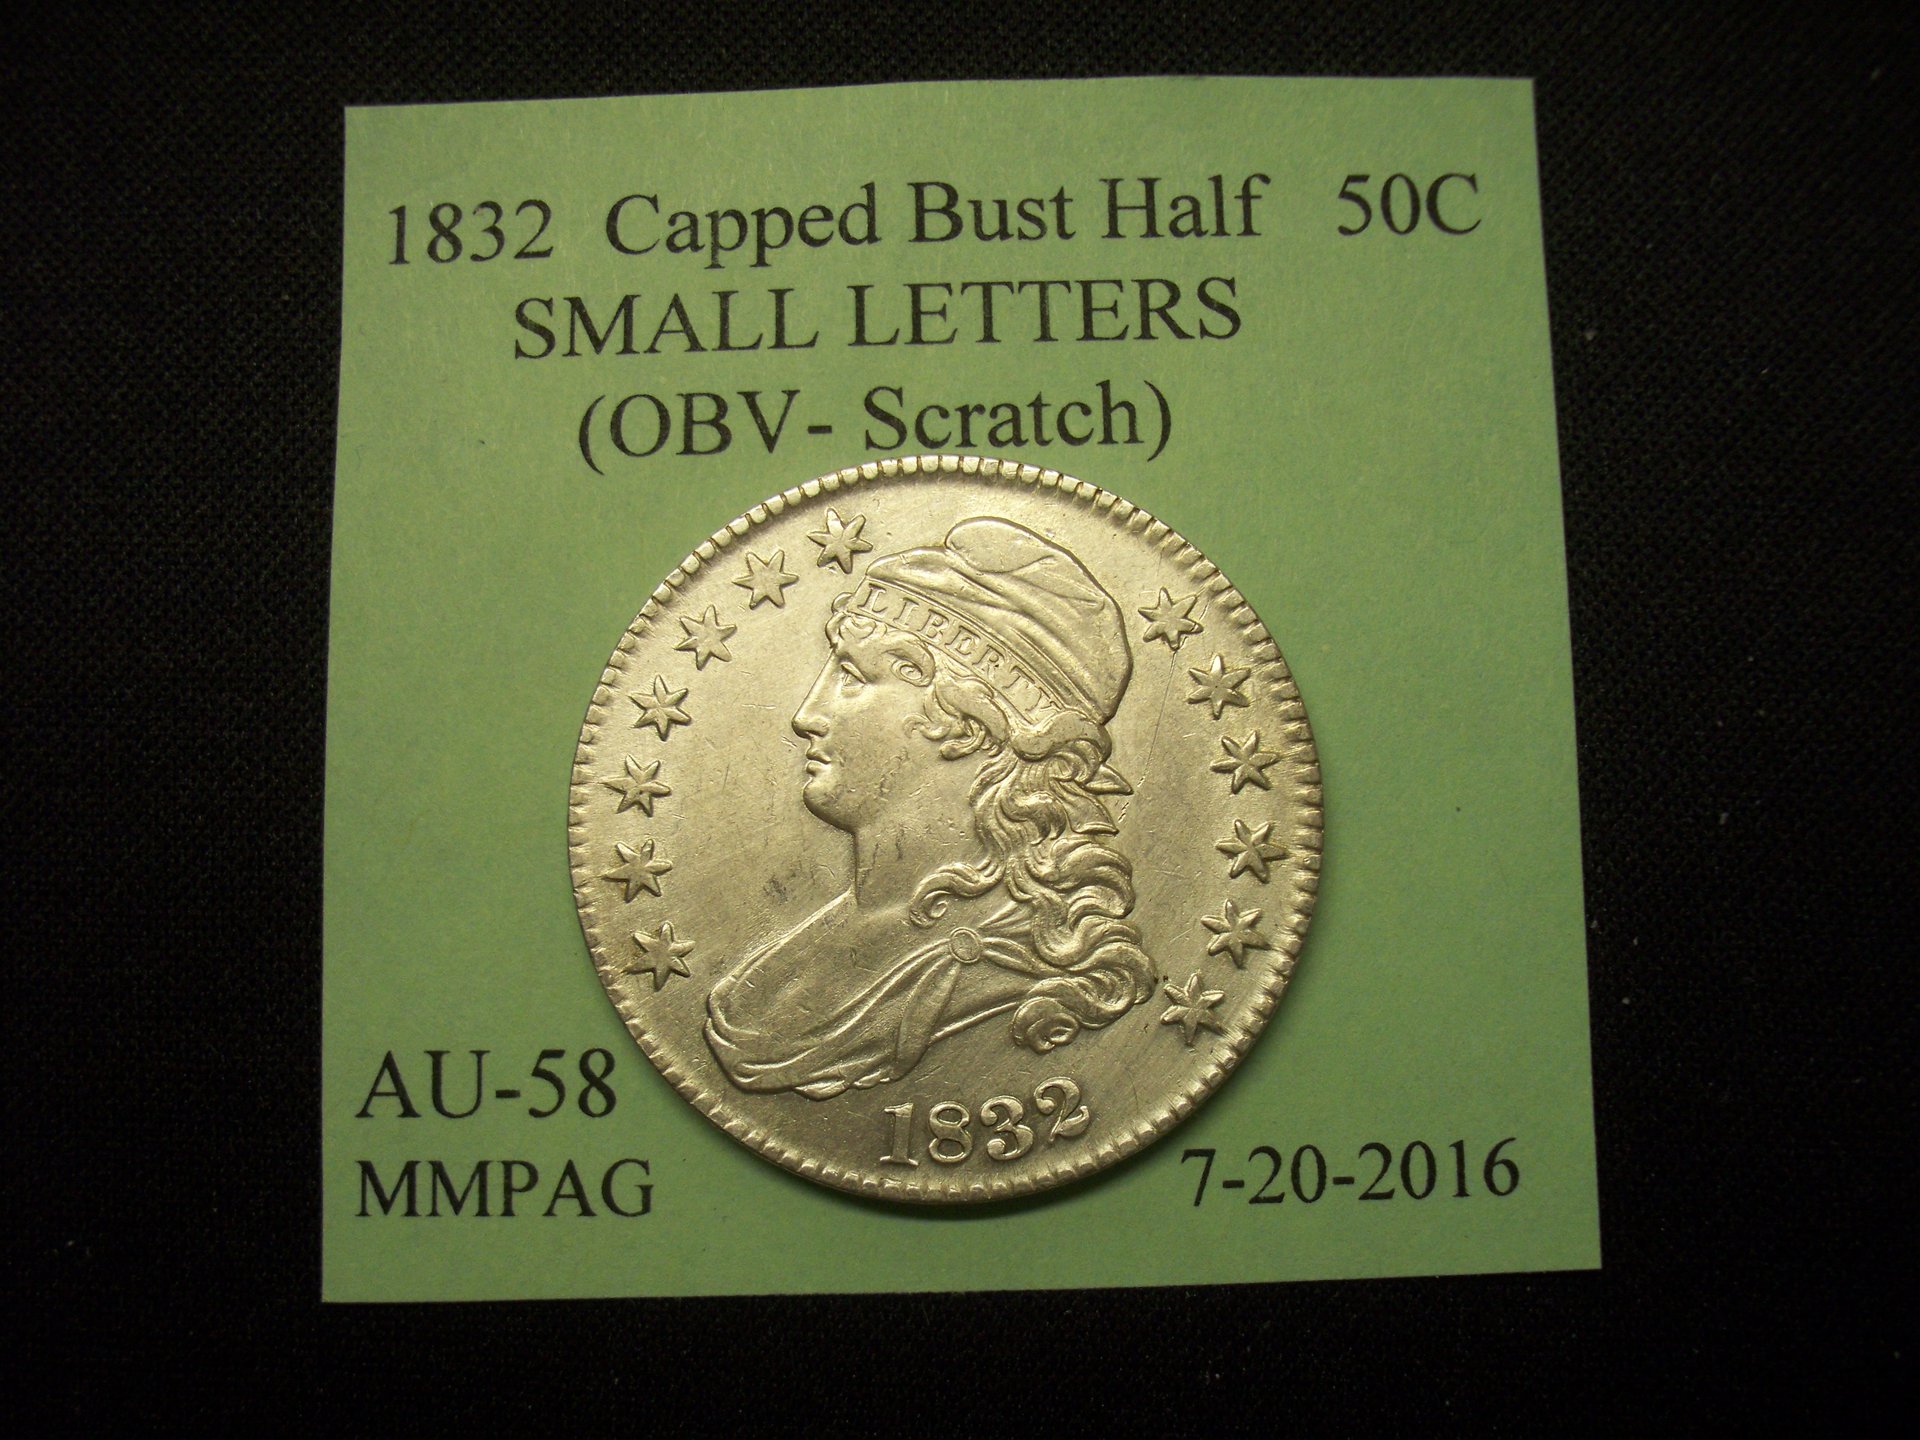 1832 Capped Bust Half 50C
SMALL LETTERS
(OBV- Scratch)
LIBERTY
1832
AU-58
MMPAG
7-20-2016